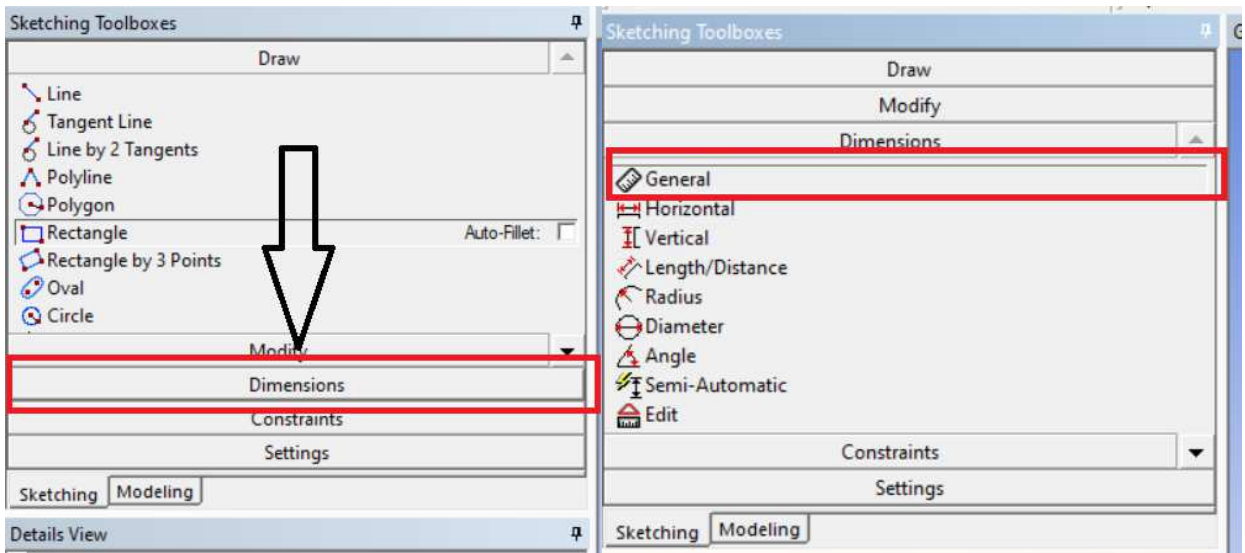 Sketching Toolboxes
Draw
Line
Tangent Line
Line by 2 Tangents
Polyline
Polygon
Rectangle Auto-Fillet:
Rectangle by 3 Points
Oval
Circle
Modify
Dimensions
Constraints
Settings
Sketching Modeling
Details View
Sketching Toolboxes
Draw
Modify
Dimensions
General
Horizontal
Vertical
Length/Distance
Radius
Diameter
Angle
Semi-Automatic
Edit
Constraints
Settings
Sketching Modeling